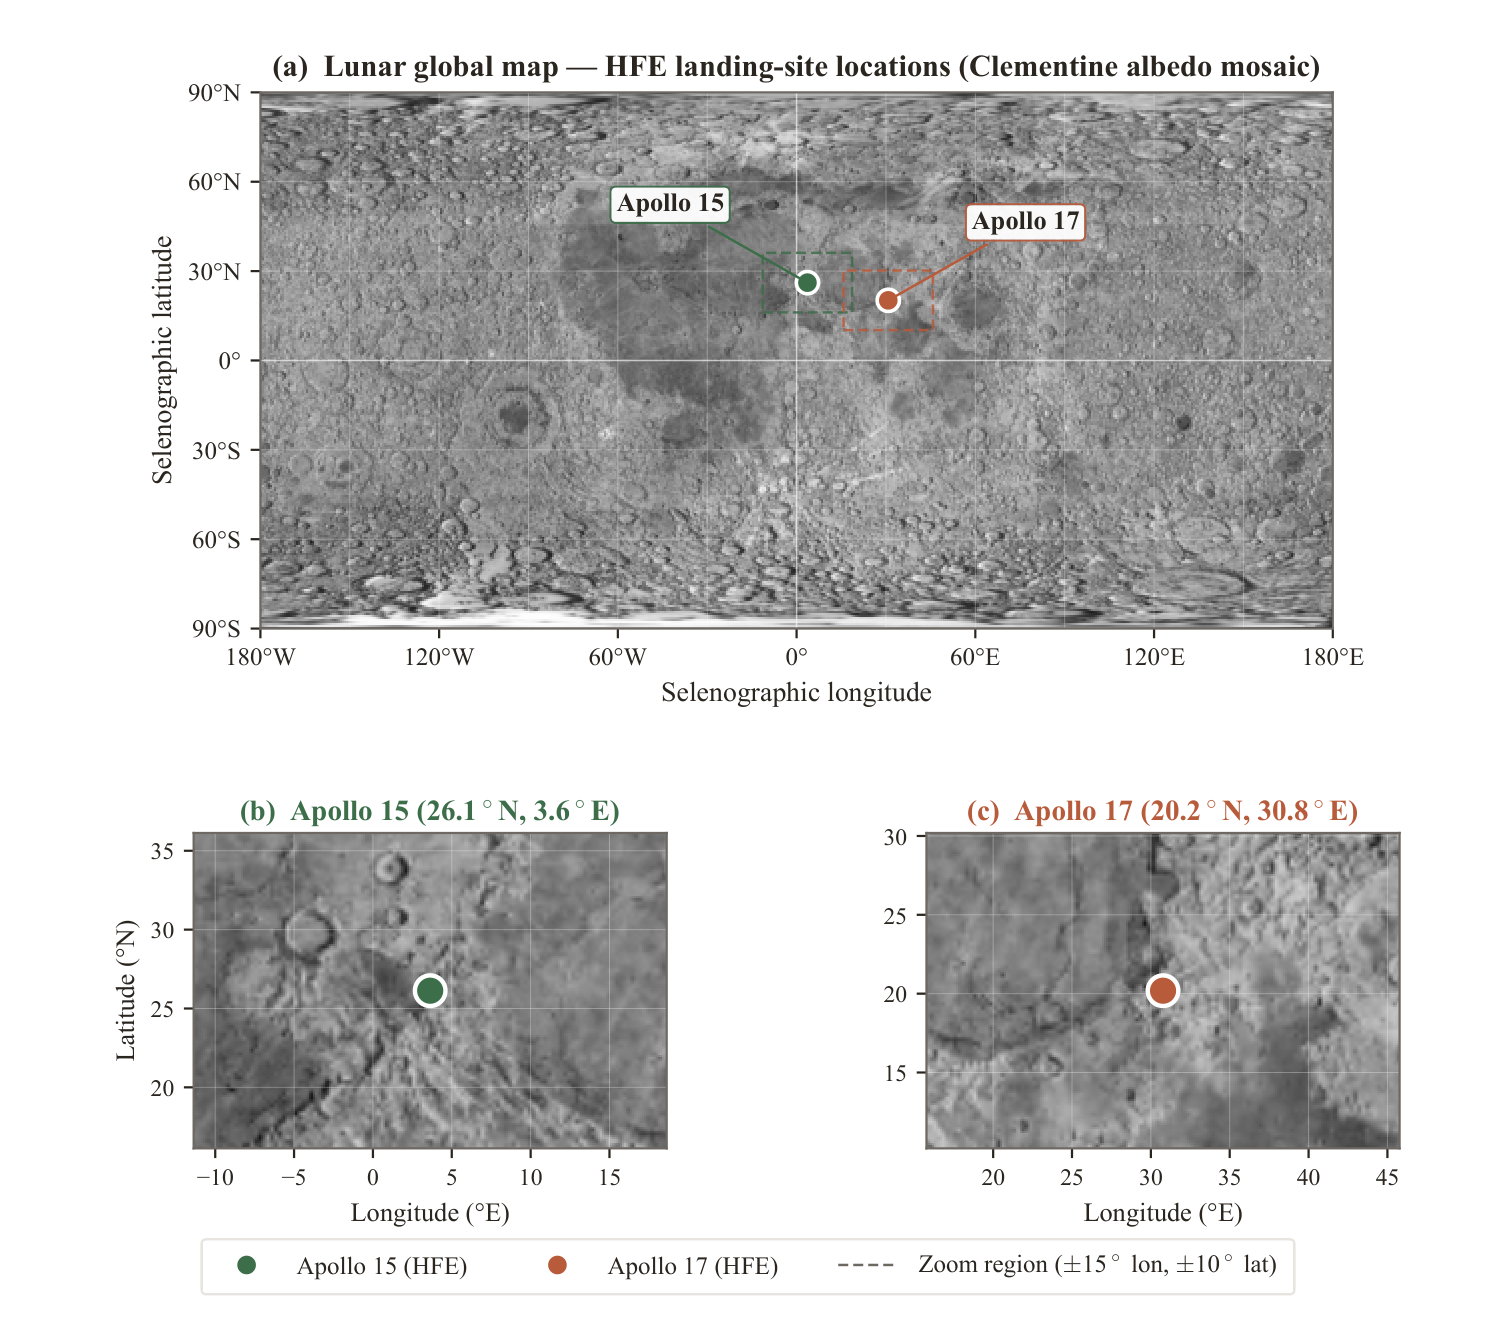 (a) Lunar global map — HFE landing-site locations (Clementine albedo mosaic)
90°N
60°N
30°N
0°
30°S
60°S
90°S
Selenographic latitude
Apollo 15
Apollo 17
180°W 120°W 60°W 0° 60°E 120°E 180°E
Selenographic longitude
(b) Apollo 15 (26.1°N, 3.6°E)
35
30
25
20
Latitude (°N)
−10 −5 0 5 10 15
Longitude (°E)
(c) Apollo 17 (20.2°N, 30.8°E)
30
25
20
15
20 25 30 35 40 45
Longitude (°E)
Apollo 15 (HFE) Apollo 17 (HFE) Zoom region (±15° lon, ±10° lat)